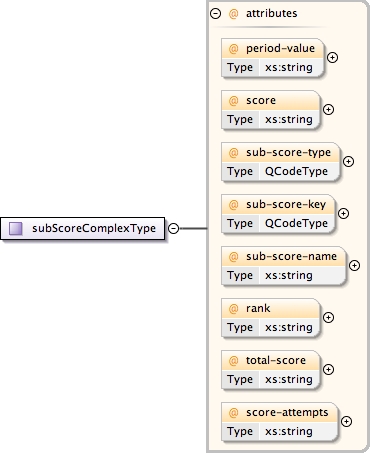 @ attributes
@ period-value
Type xs:string
@ score
Type xs:string
@ sub-score-type
Type QCodeType
@ sub-score-key
Type QCodeType
subScoreComplexType
@ sub-score-name
Type xs:string
@ rank
Type xs:string
@ total-score
Type xs:string
@ score-attempts
Type xs:string